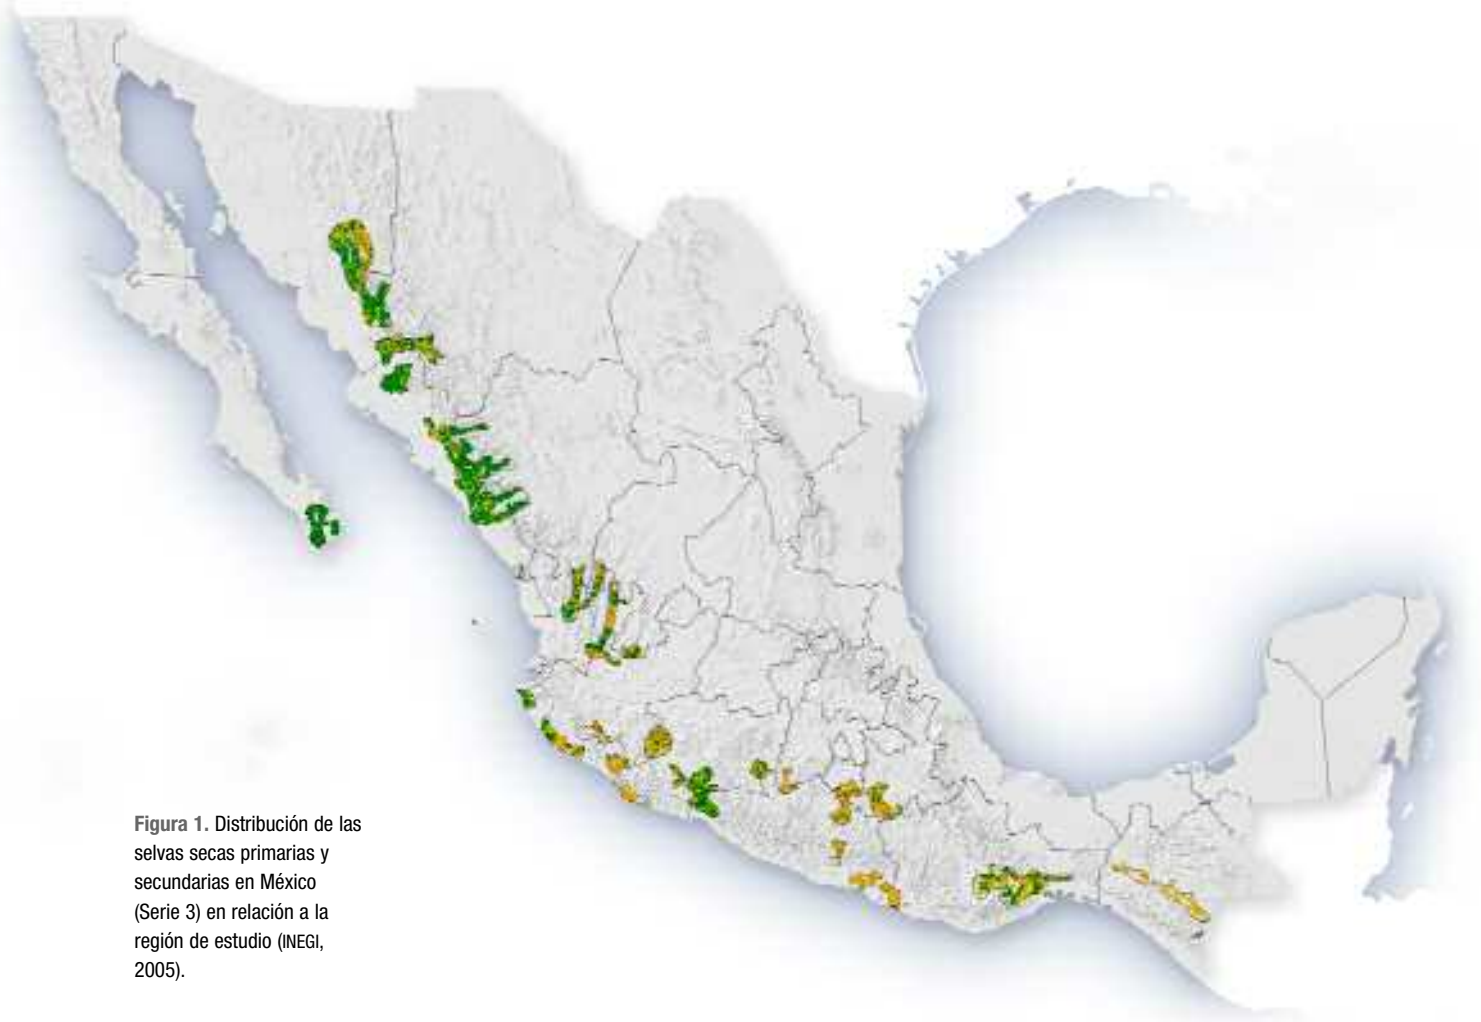 Figura 1. Distribución de las
selvas secas primarias y
secundarias en México
(Serie 3) en relación a la
región de estudio (INEGI,
2005).